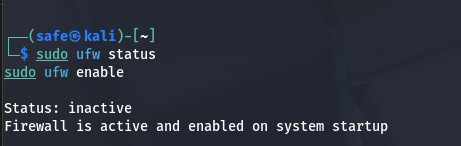 ┌──(safe㉿kali)-[~]
└─$ sudo ufw status
sudo ufw enable
Status: inactive
Firewall is active and enabled on system startup